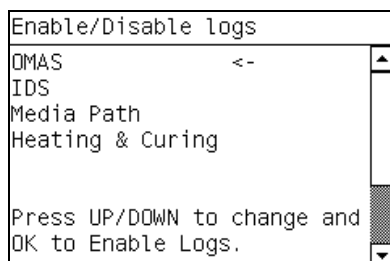 Enable/Disable logs
OMAS <-
IDS
Media Path
Heating & Curing
Press UP/DOWN to change and
OK to Enable Logs.